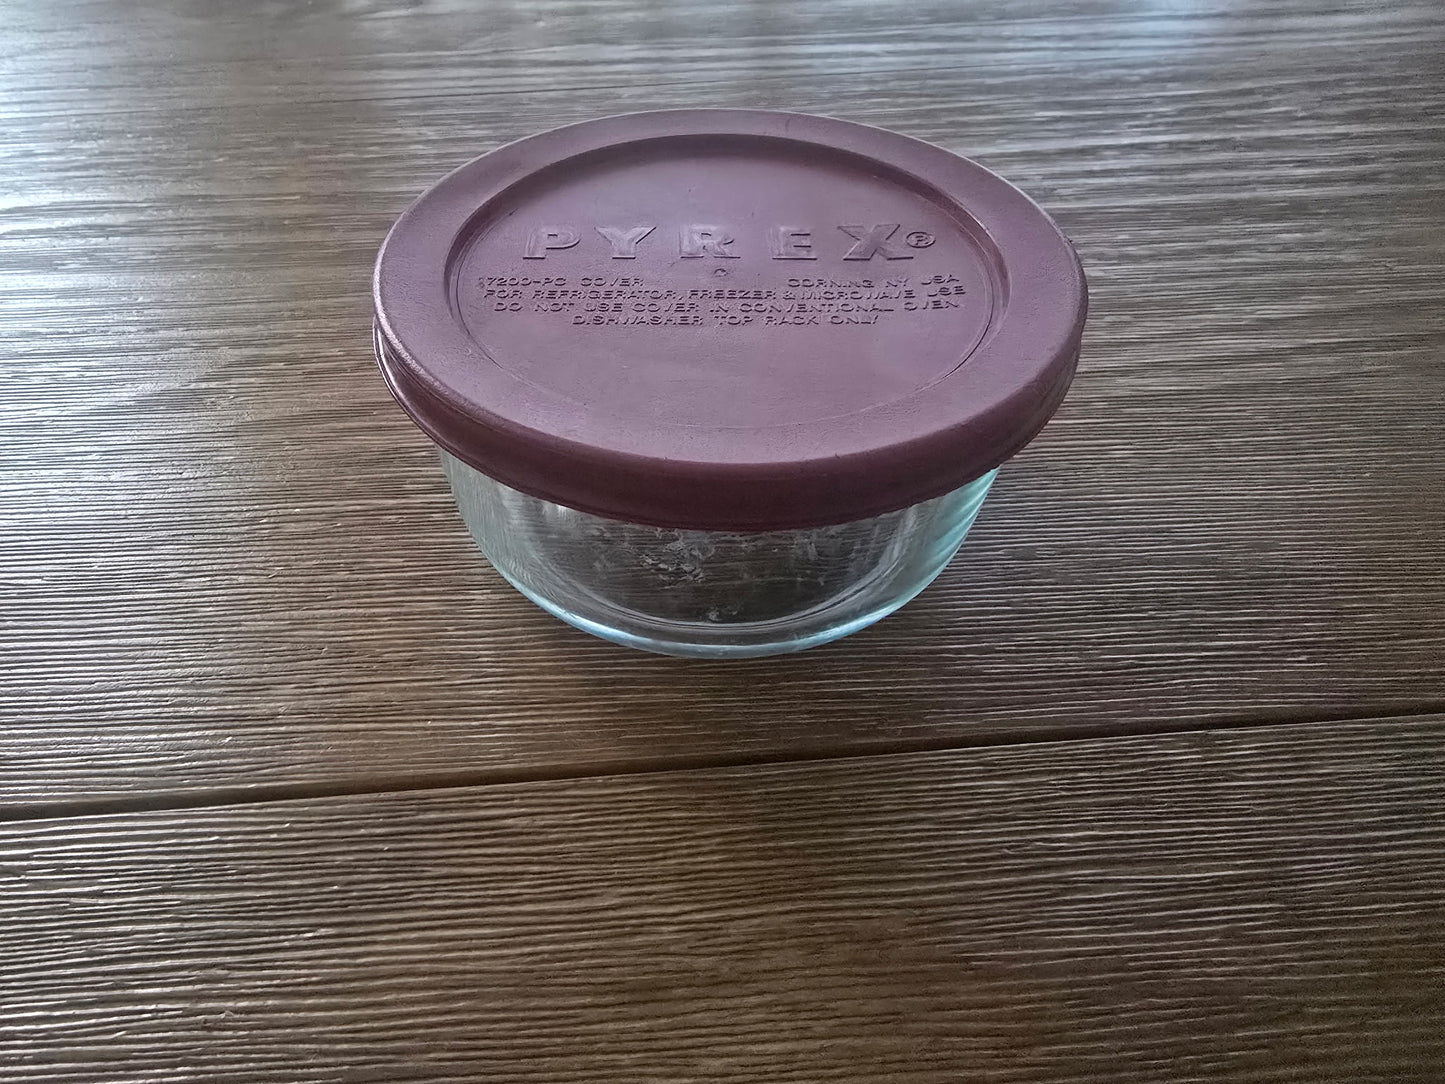 PYREX®
7200-PC COVER CORNING NY USA
FOR REFRIGERATOR, FREEZER & MICROWAVE USE
DO NOT USE COVER IN CONVENTIONAL OVEN
DISHWASHER TOP RACK ONLY